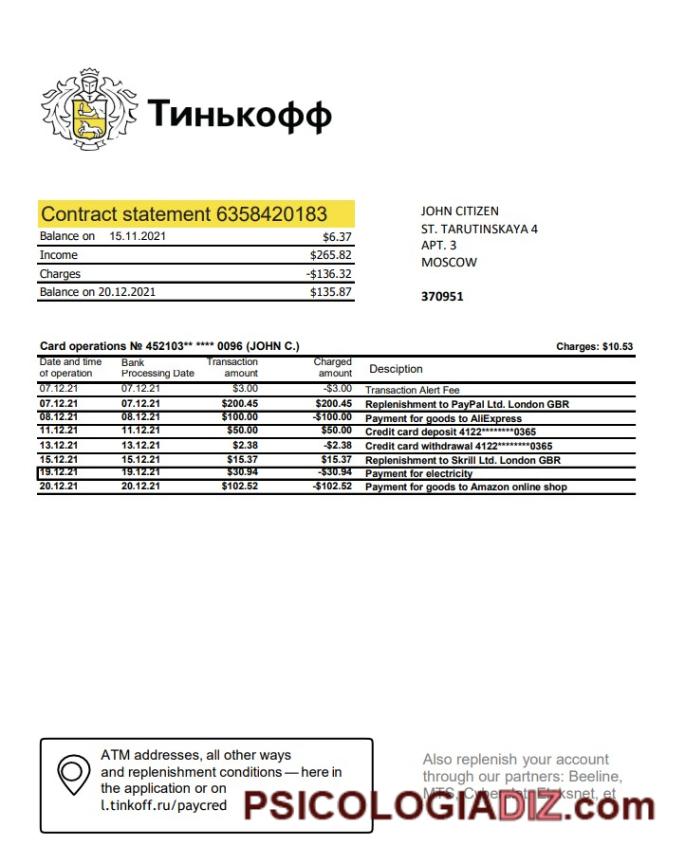 Тинькофф
Contract statement 6358420183
Balance on 15.11.2021 $6.37
Income $265.82
Charges -$136.32
Balance on 20.12.2021 $135.87
JOHN CITIZEN
ST. TARUTINSKAYA 4
APT. 3
MOSCOW
370951
Card operations № 452103** **** 0096 (JOHN C.) Charges: $10.53
Date and time of operation Bank Processing Date Transaction amount Charged amount Desciption
07.12.21 07.12.21 $3.00 -$3.00 Transaction Alert Fee
07.12.21 07.12.21 $200.45 $200.45 Replenishment to PayPal Ltd. London GBR
08.12.21 08.12.21 $100.00 -$100.00 Payment for goods to AliExpress
11.12.21 11.12.21 $50.00 $50.00 Credit card deposit 4122********0365
13.12.21 13.12.21 $2.38 -$2.38 Credit card withdrawal 4122********0365
15.12.21 15.12.21 $15.37 $15.37 Replenishment to Skrill Ltd. London GBR
19.12.21 19.12.21 $30.94 -$30.94 Payment for electricity
20.12.21 20.12.21 $102.52 -$102.52 Payment for goods to Amazon online shop
ATM addresses, all other ways
and replenishment conditions — here in
the application or on
l.tinkoff.ru/paycred
Also replenish your account
through our partners: Beeline,
MTS, et
PSICOLOGIADIZ.com